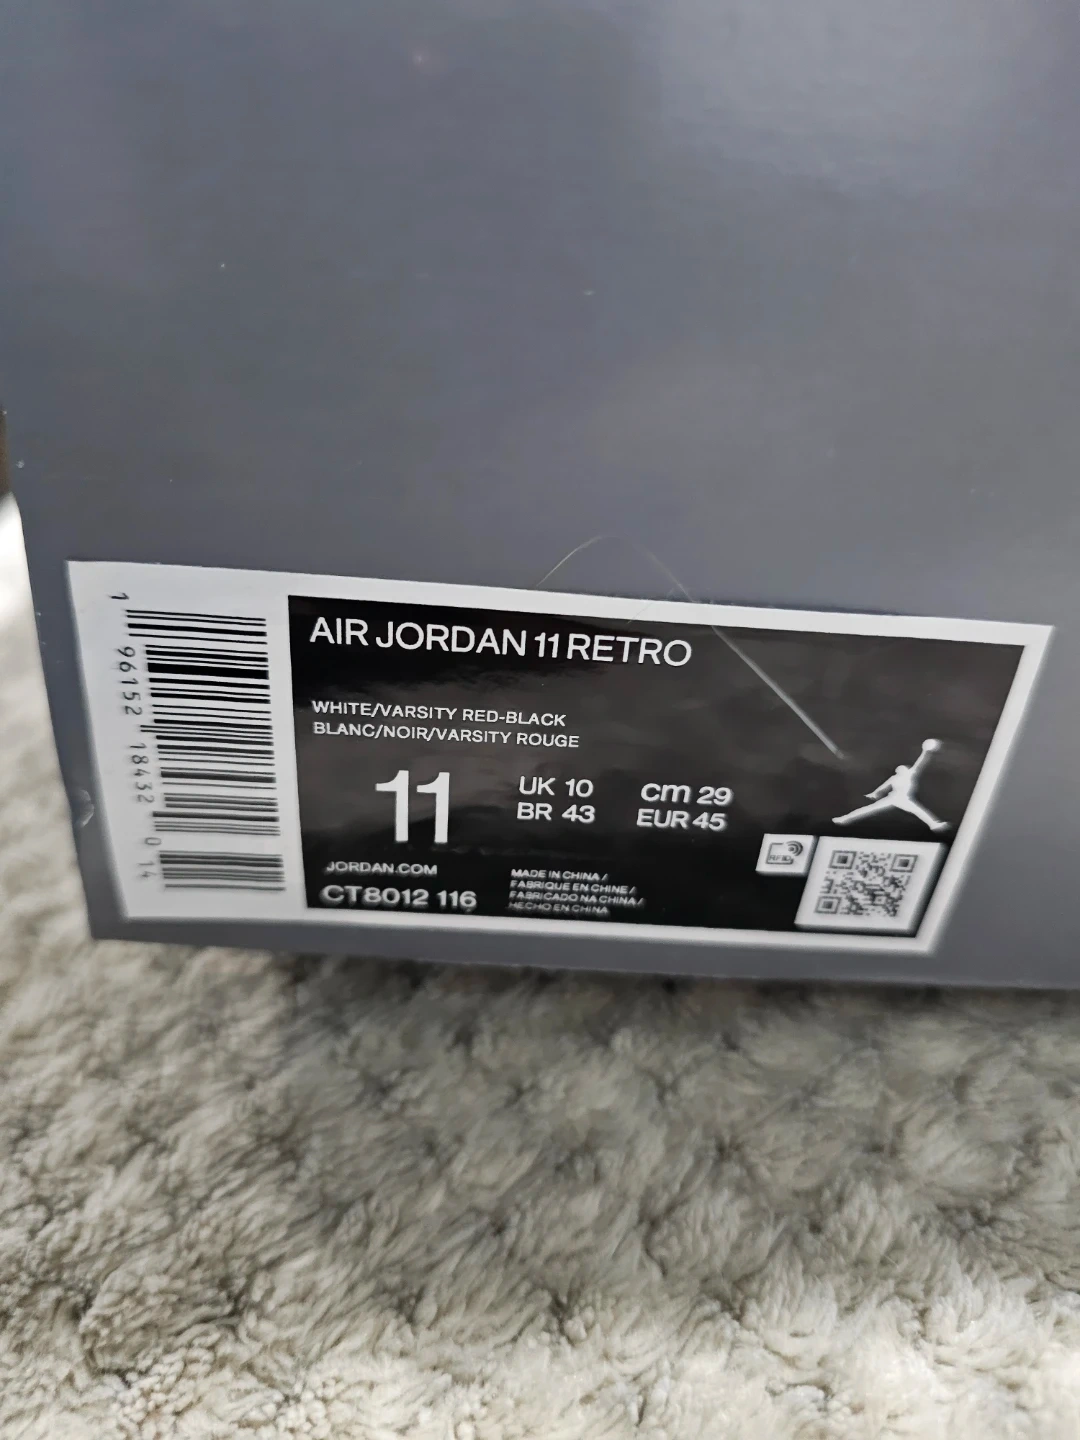 1 96152 18432 0 14
AIR JORDAN 11 RETRO
WHITE/VARSITY RED-BLACK
BLANC/NOIR/VARSITY ROUGE
11
UK 10 cm 29
BR 43 EUR 45
RFID
JORDAN.COM
CT8012 116
MADE IN CHINA /
FABRIQUE EN CHINE /
FABRICADO NA CHINA /
HECHO EN CHINA